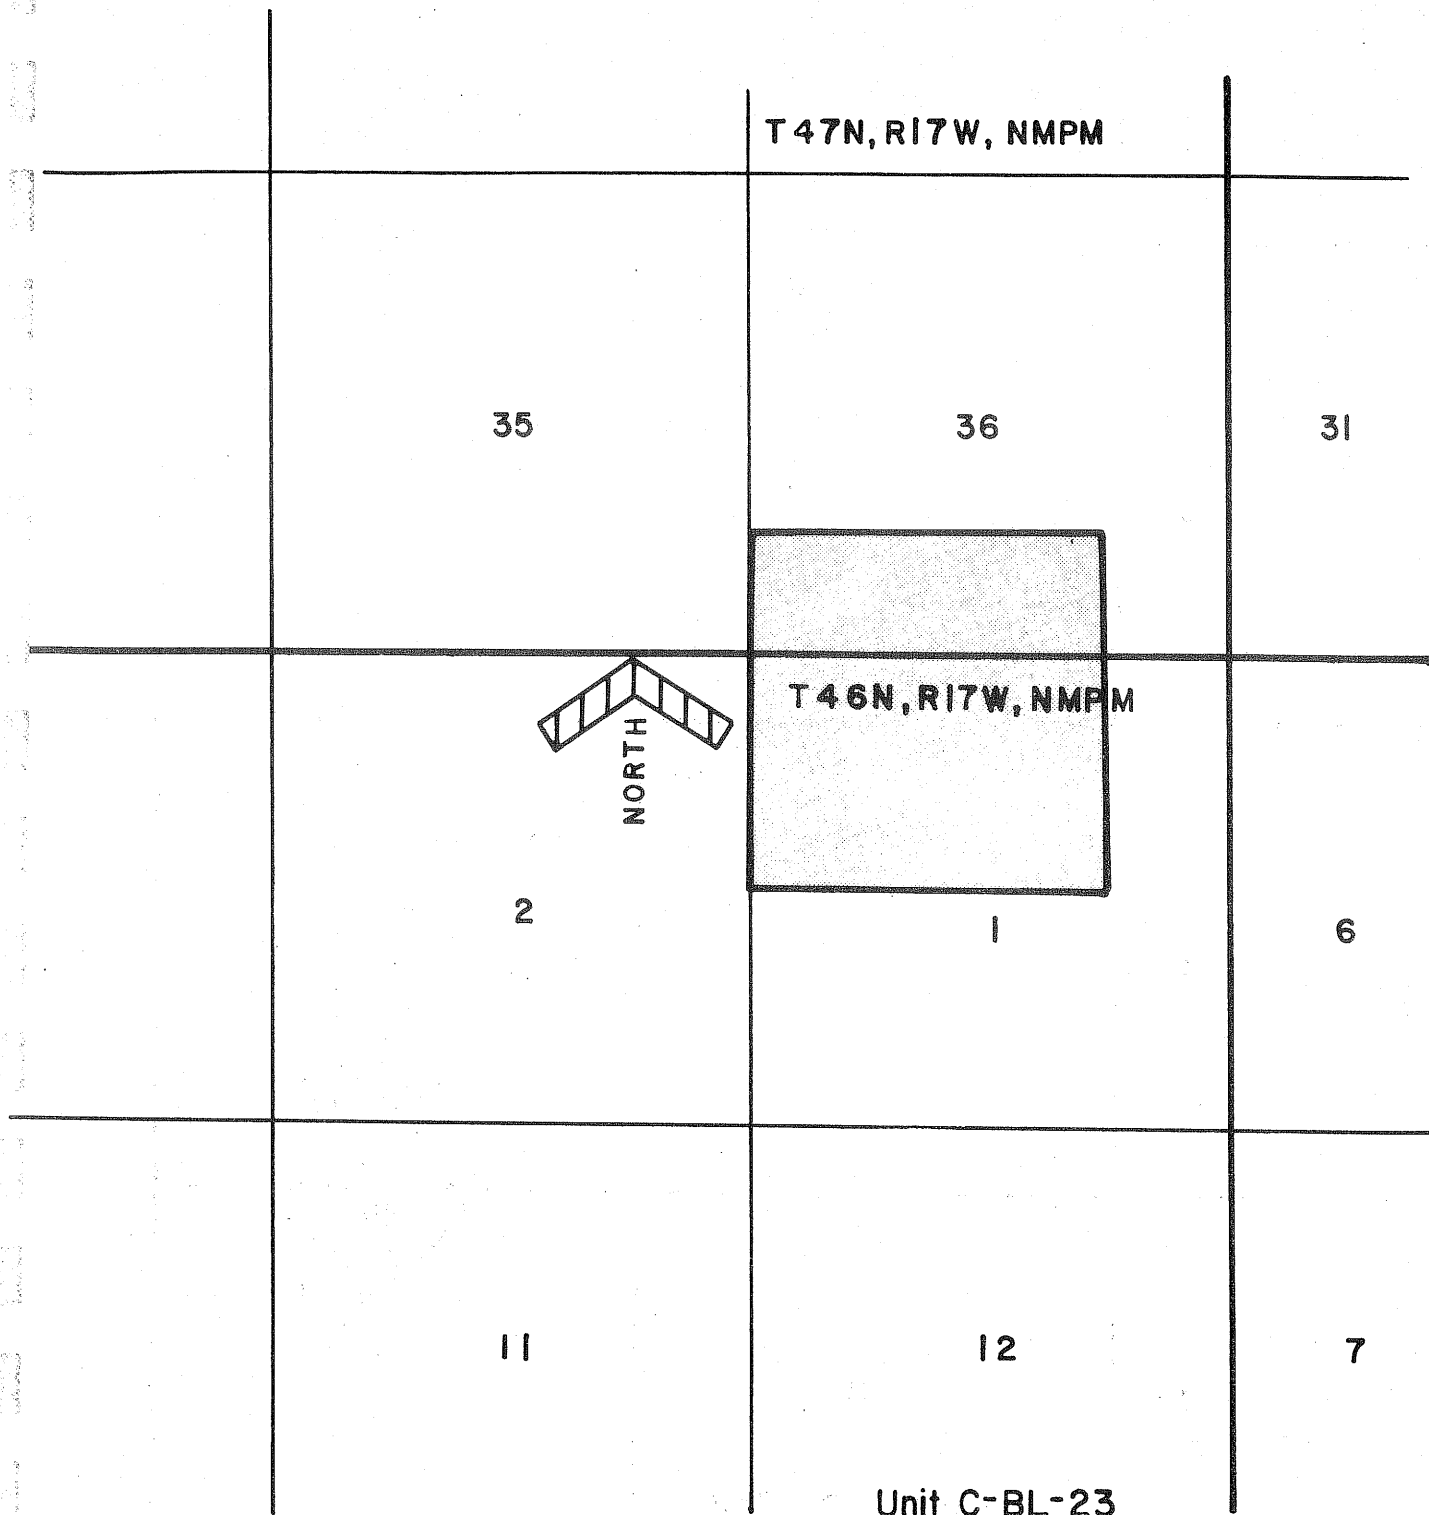 T47N, R17W, NMPM
35
36
31
T46N, R17W, NMPM
NORTH
2
1
6
11
12
7
Unit C-BL-23